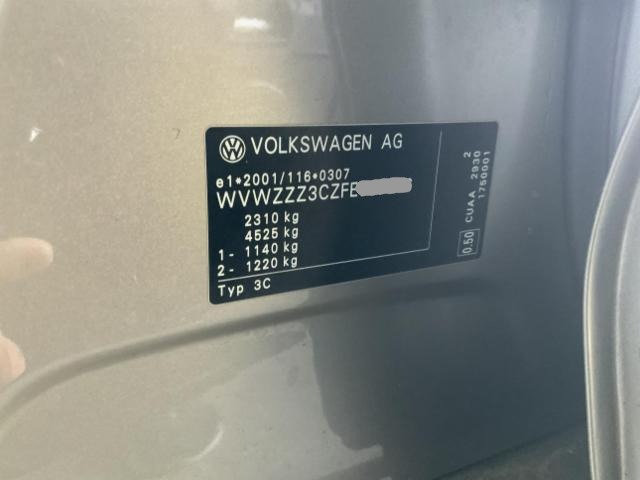 VOLKSWAGEN AG
e1*2001/116*0307
WVWZZZ3CZFE
2310 kg
4525 kg
1- 1140 kg
2- 1220 kg
Typ 3C
0.50 CUAA 2930 2
1750001